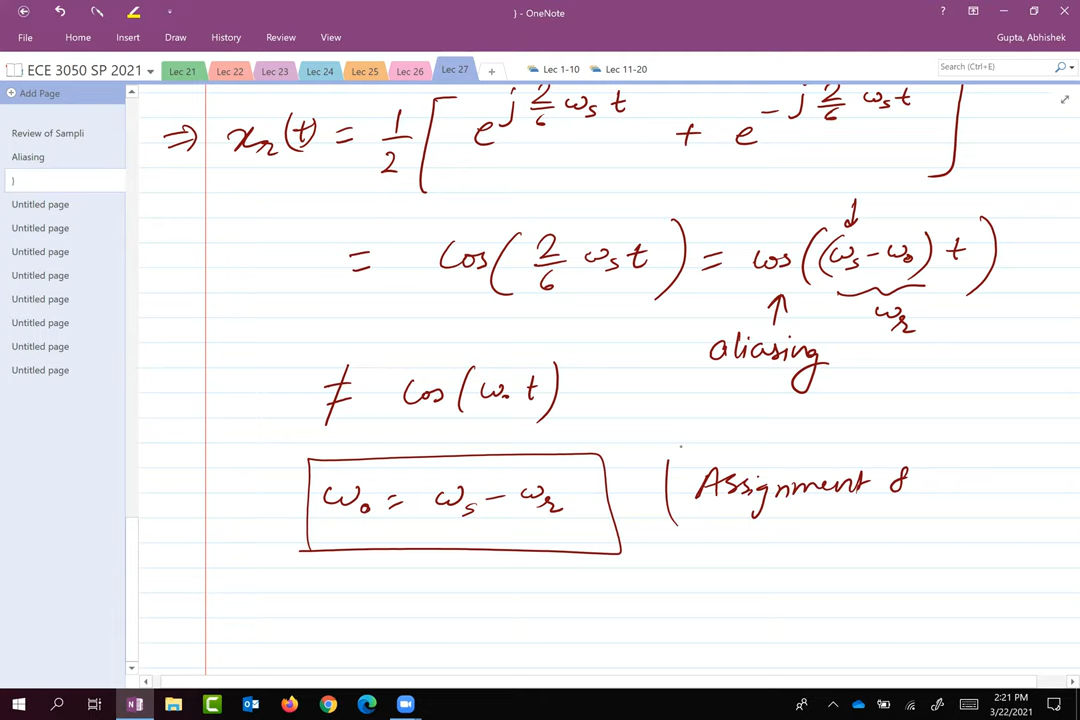 } - OneNote
File Home Insert Draw History Review View
Gupta, Abhishek
ECE 3050 SP 2021
Lec 21 Lec 22 Lec 23 Lec 24 Lec 25 Lec 26 Lec 27 + Lec 1-10 Lec 11-20
Search (Ctrl+E)
Add Page
Review of Sampli
Aliasing
}
Untitled page
Untitled page
Untitled page
Untitled page
Untitled page
Untitled page
Untitled page
Untitled page
⇒ x_r(t) = 1/2 [ e^{j 2/6 ω_s t} + e^{-j 2/6 ω_s t} ]
= cos(2/6 ω_s t) = cos((ω_s - ω_0) t)
ω_r
aliasing
≠ cos(ω_0 t)
ω_0 = ω_s - ω_r
( Assignment 8
2:21 PM
3/22/2021